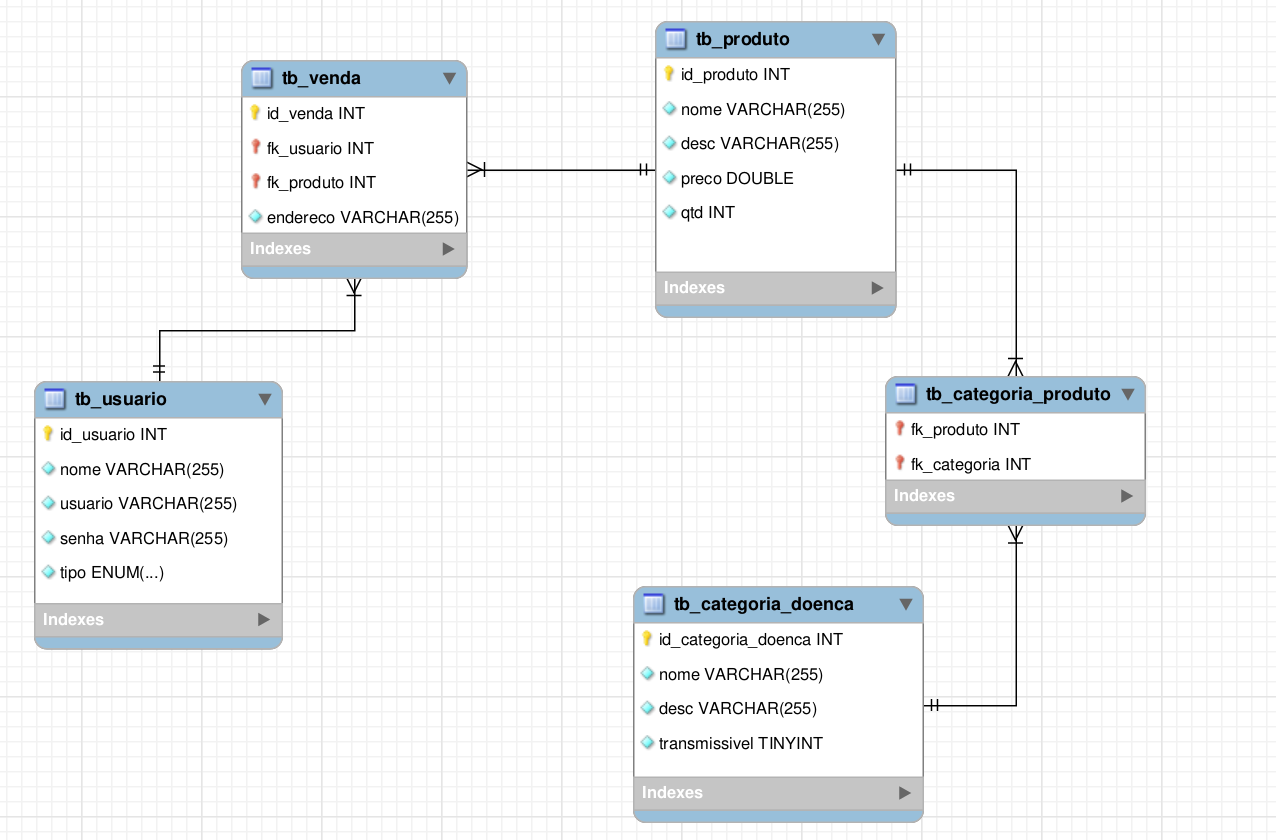 tb_venda
id_venda INT
fk_usuario INT
fk_produto INT
endereco VARCHAR(255)
Indexes
tb_produto
id_produto INT
nome VARCHAR(255)
desc VARCHAR(255)
preco DOUBLE
qtd INT
Indexes
tb_usuario
id_usuario INT
nome VARCHAR(255)
usuario VARCHAR(255)
senha VARCHAR(255)
tipo ENUM(...)
Indexes
tb_categoria_produto
fk_produto INT
fk_categoria INT
Indexes
tb_categoria_doenca
id_categoria_doenca INT
nome VARCHAR(255)
desc VARCHAR(255)
transmissivel TINYINT
Indexes